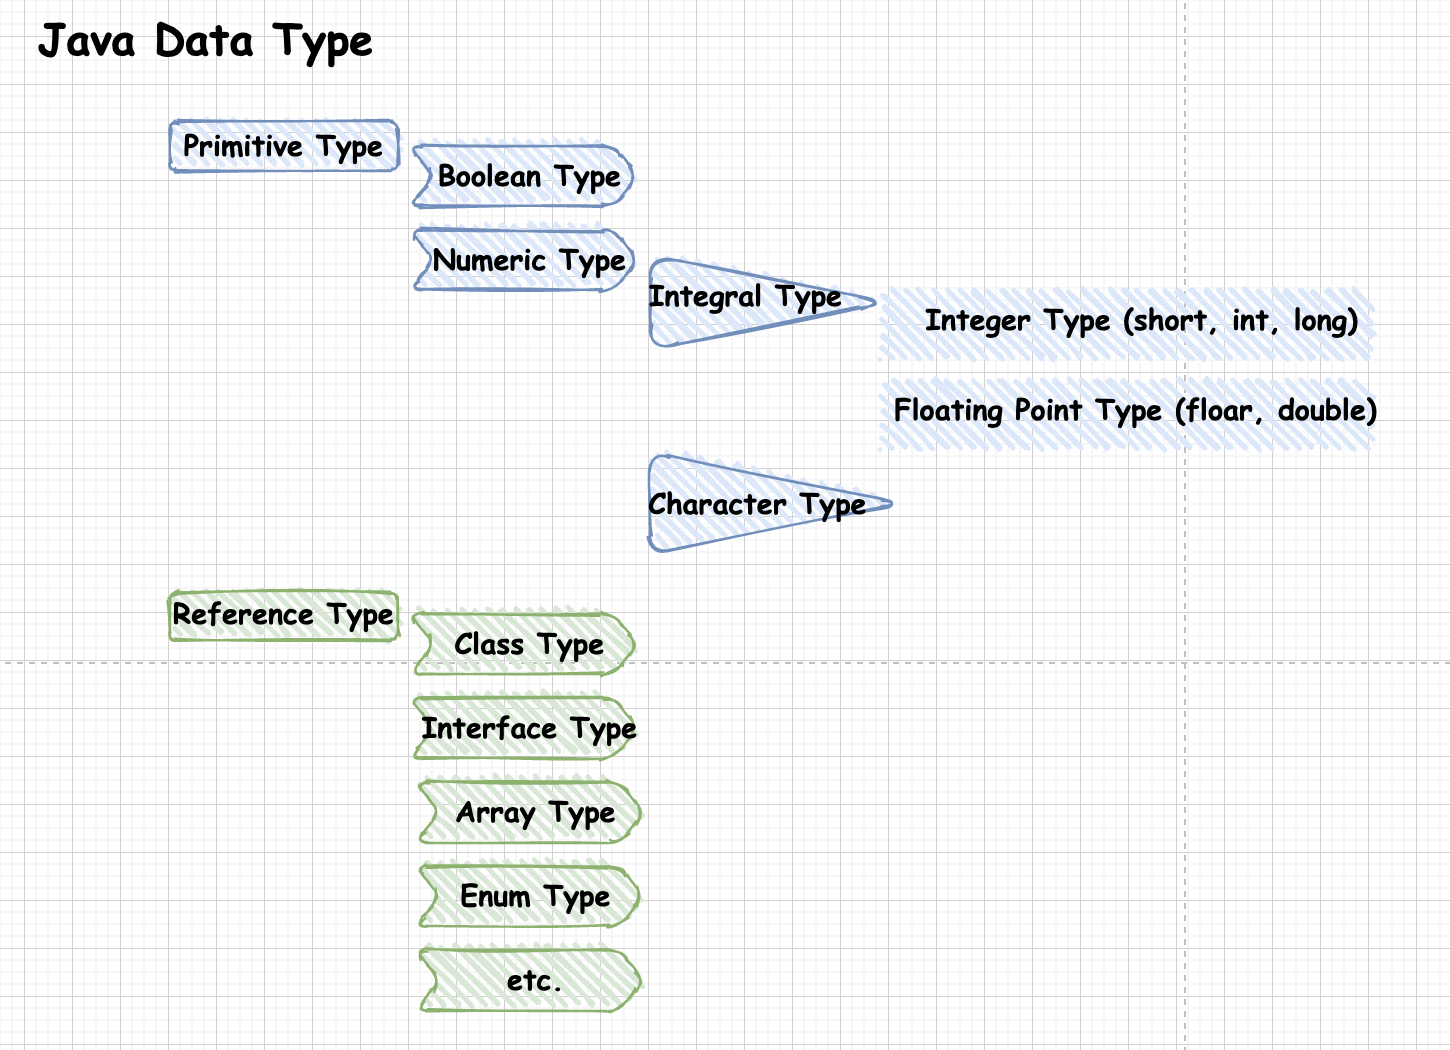 Java Data Type
Primitive Type
Boolean Type
Numeric Type
Integral Type
Integer Type (short, int, long)
Floating Point Type (floar, double)
Character Type
Reference Type
Class Type
Interface Type
Array Type
Enum Type
etc.